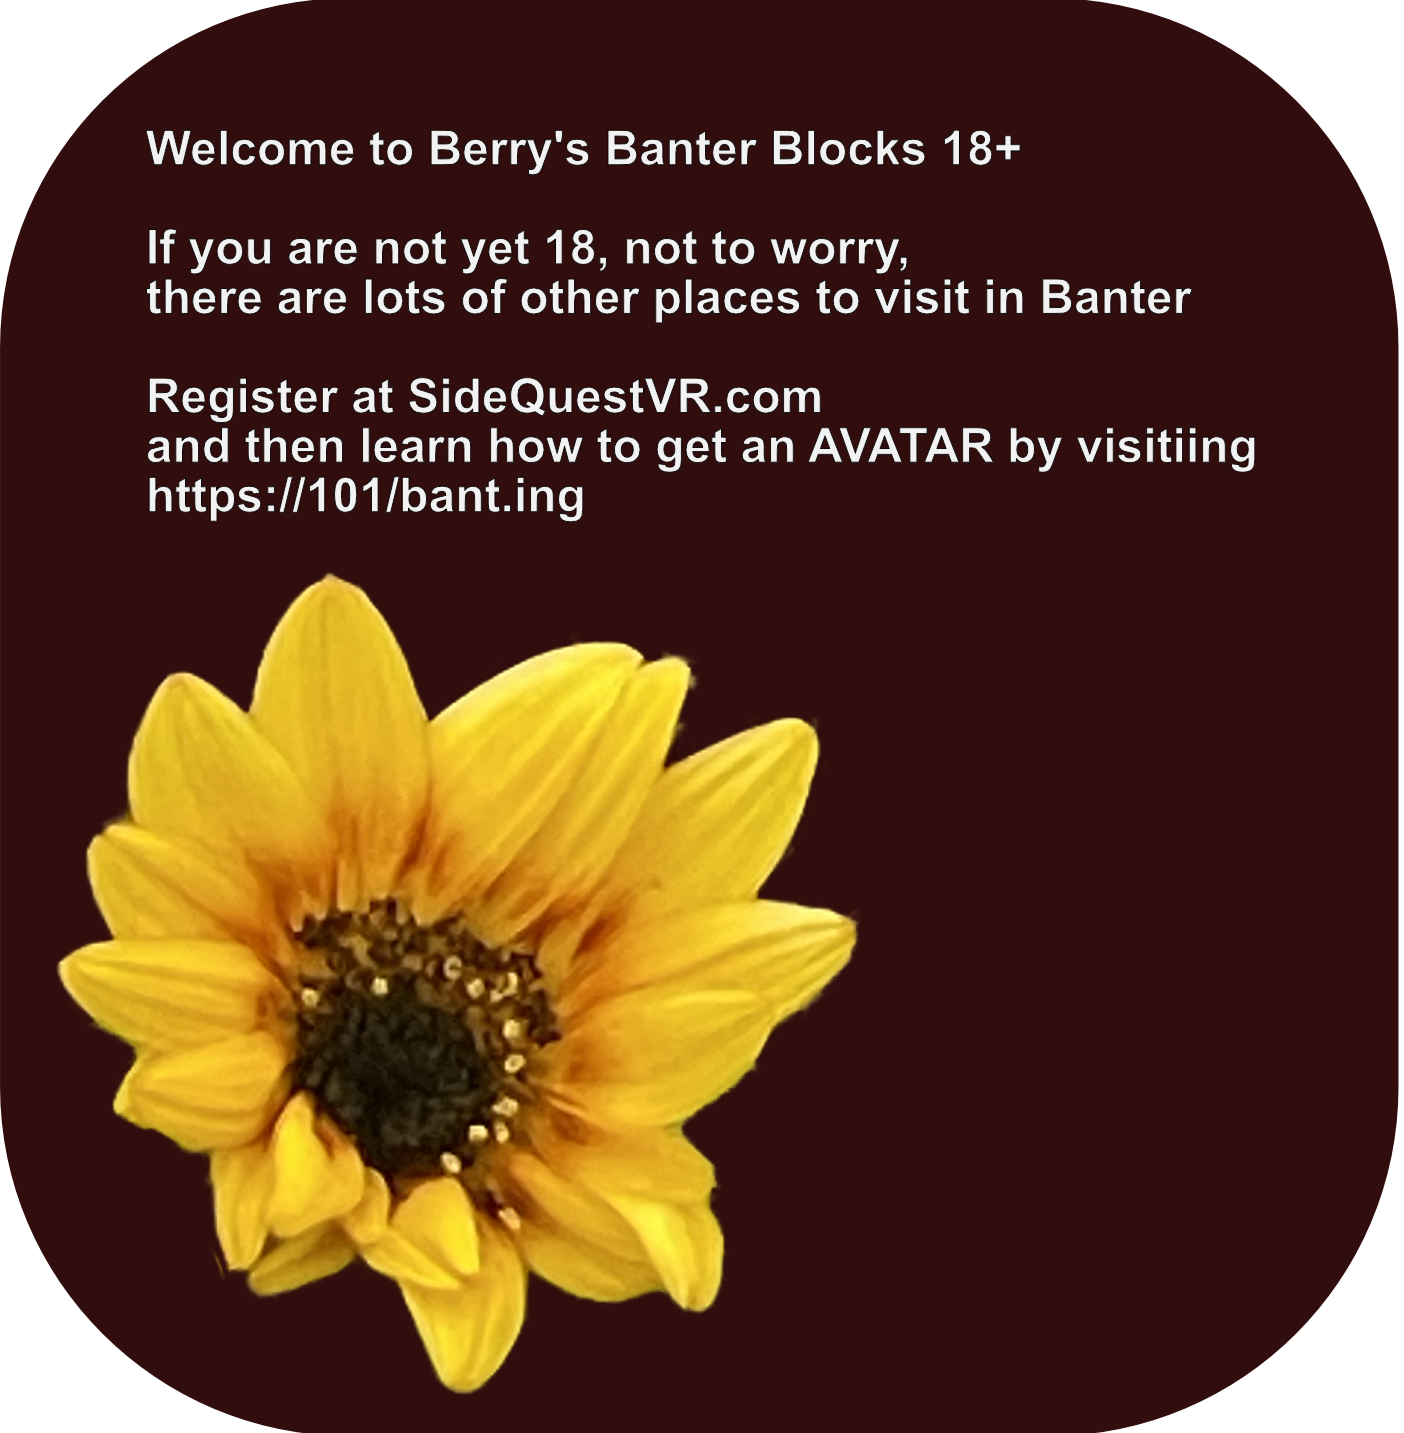 Welcome to Berry's Banter Blocks 18+
If you are not yet 18, not to worry,
there are lots of other places to visit in Banter
Register at SideQuestVR.com
and then learn how to get an AVATAR by visitiing
https://101/bant.ing